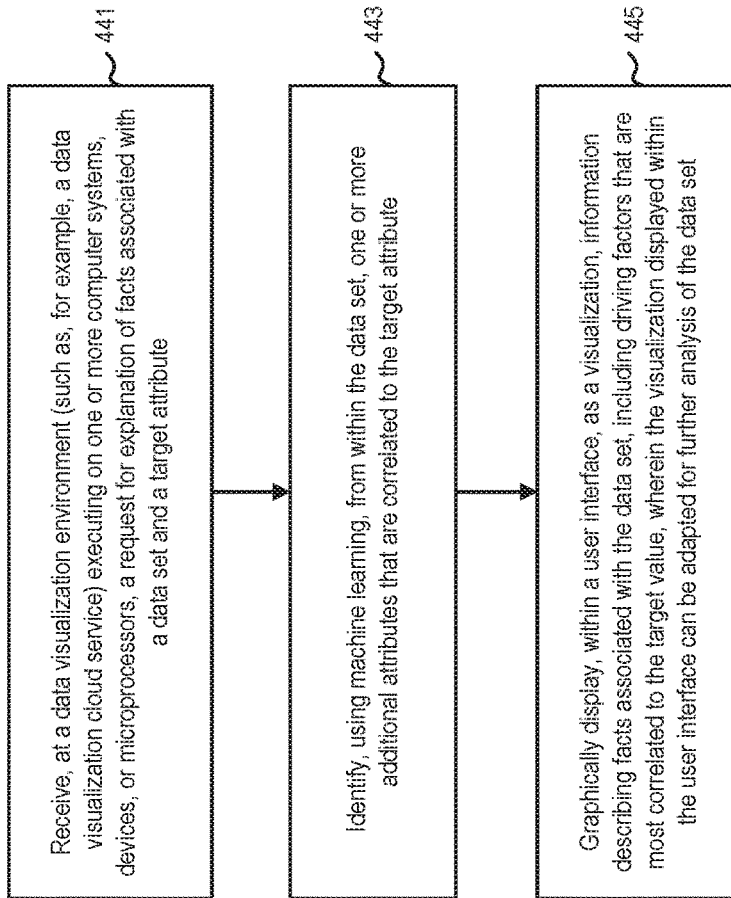 Receive, at a data visualization environment (such as, for example, a data
visualization cloud service) executing on one or more computer systems,
devices, or microprocessors, a request for explanation of facts associated with
a data set and a target attribute
441
Identify, using machine learning, from within the data set, one or more
additional attributes that are correlated to the target attribute
443
Graphically display, within a user interface, as a visualization, information
describing facts associated with the data set, including driving factors that are
most correlated to the target value, wherein the visualization displayed within
the user interface can be adapted for further analysis of the data set
445